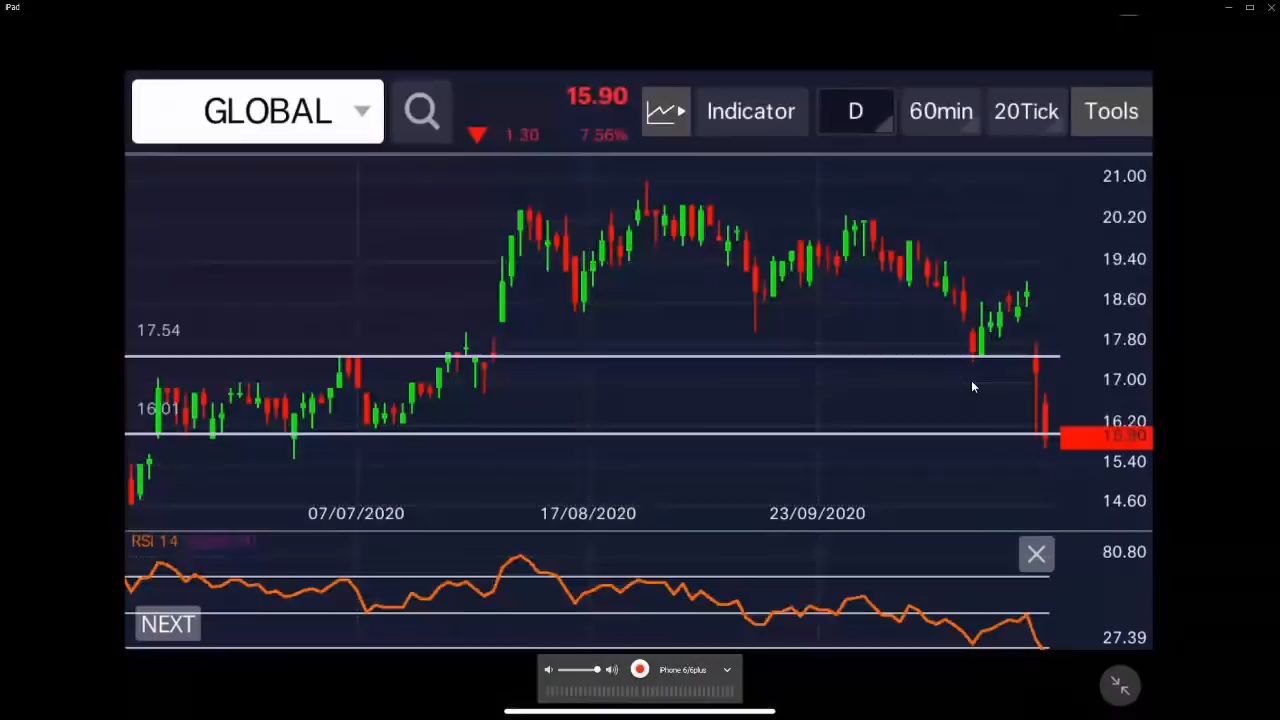 iPad
GLOBAL
15.90
1.30 7.56%
Indicator
D
60min
20Tick
Tools
21.00
20.20
19.40
18.60
17.54
17.80
17.00
16.01
16.20
15.90
15.40
14.60
07/07/2020 17/08/2020 23/09/2020
RSI 14
80.80
NEXT
27.39
iPhone 6/6plus